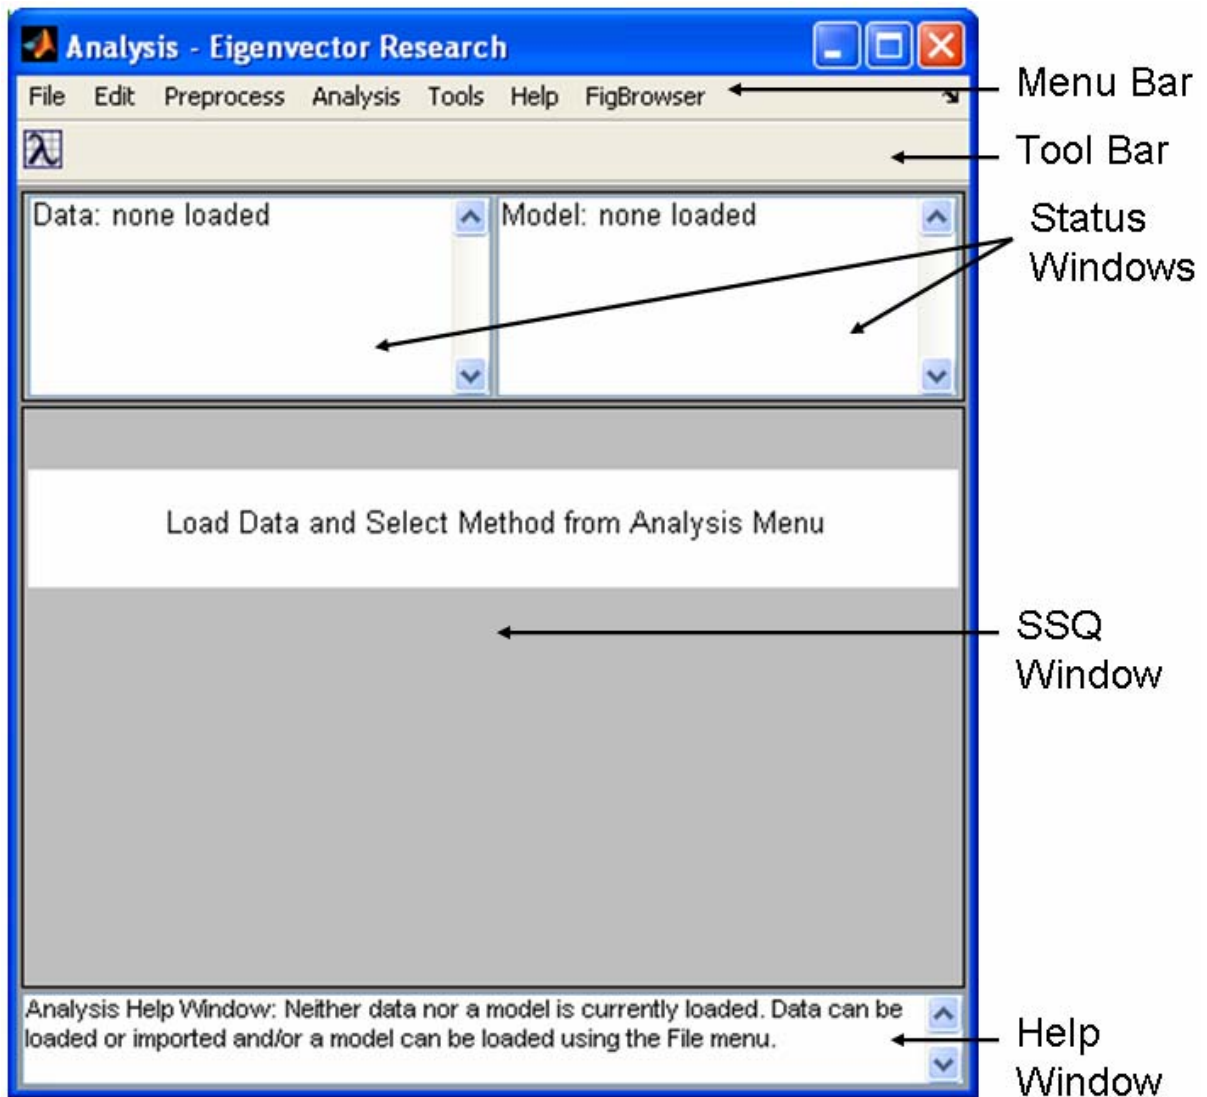 Analysis - Eigenvector Research
File Edit Preprocess Analysis Tools Help FigBrowser
Menu Bar
λ
Tool Bar
Data: none loaded
Model: none loaded
Status
Windows
Load Data and Select Method from Analysis Menu
SSQ
Window
Analysis Help Window: Neither data nor a model is currently loaded. Data can be
loaded or imported and/or a model can be loaded using the File menu.
Help
Window